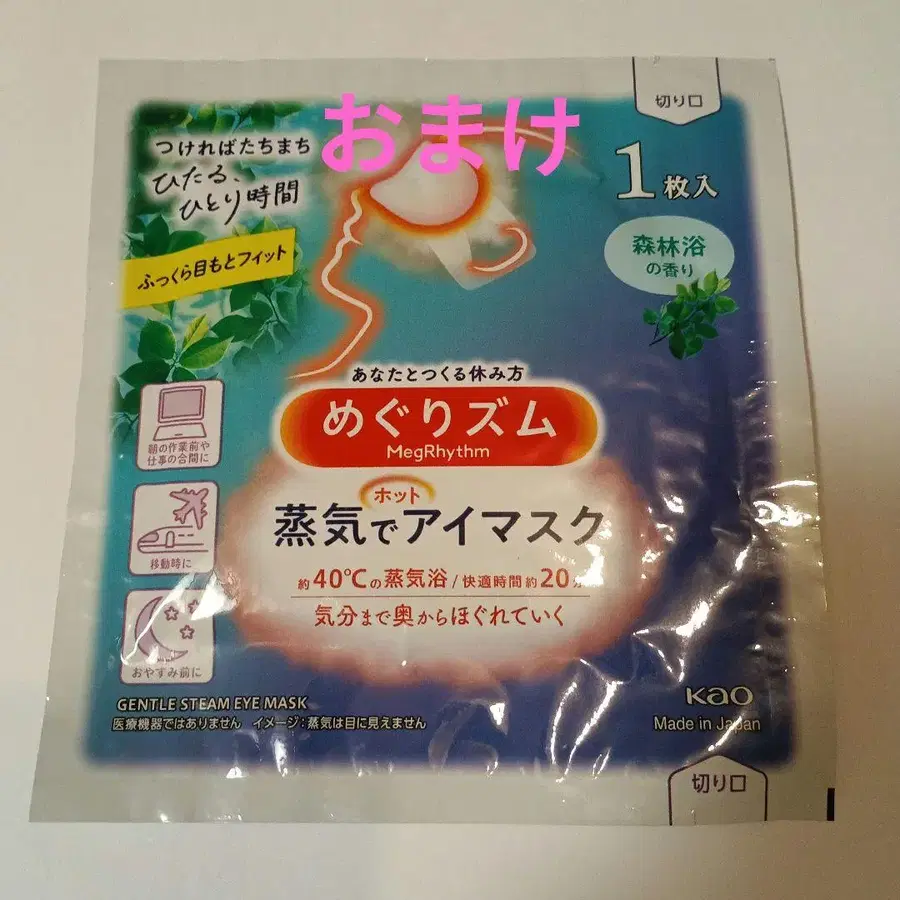 おまけ
切り口
つければたちまち
ひたる、
ひとり時間
1枚入
ふっくら目もとフィット
森林浴
の香り
あなたとつくる休み方
めぐりズム
MegRhythm
朝の作業前や
仕事の合間に
ホット
蒸気でアイマスク
約40℃の蒸気浴/快適時間約20分
気分まで奥からほぐれていく
移動時に
おやすみ前に
GENTLE STEAM EYE MASK
医療機器ではありません イメージ:蒸気は目に見えません
Kao
Made in Japan
切り口